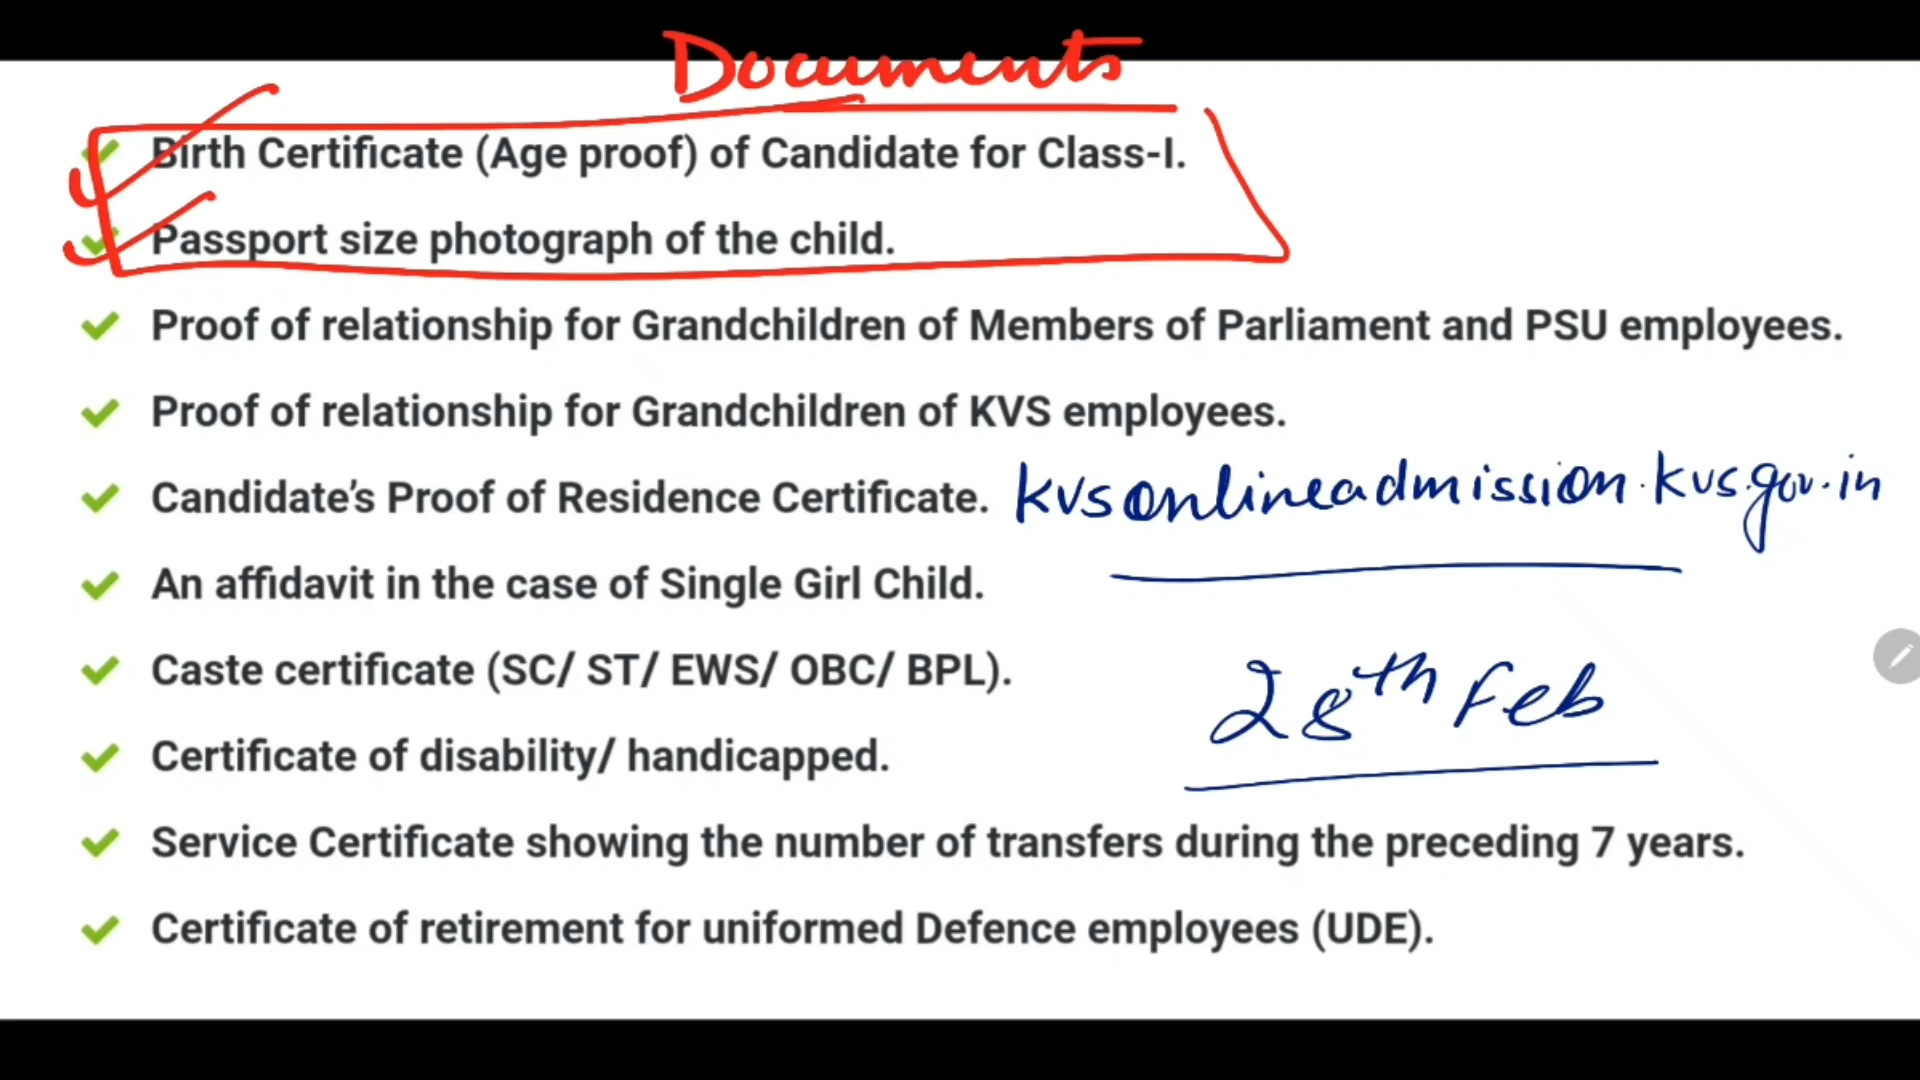 Documents
Birth Certificate (Age proof) of Candidate for Class-I.
Passport size photograph of the child.
Proof of relationship for Grandchildren of Members of Parliament and PSU employees.
Proof of relationship for Grandchildren of KVS employees.
Candidate’s Proof of Residence Certificate. kvsonlineadmission.kvs.gov.in
An affidavit in the case of Single Girl Child.
Caste certificate (SC/ ST/ EWS/ OBC/ BPL).
28th Feb
Certificate of disability/ handicapped.
Service Certificate showing the number of transfers during the preceding 7 years.
Certificate of retirement for uniformed Defence employees (UDE).